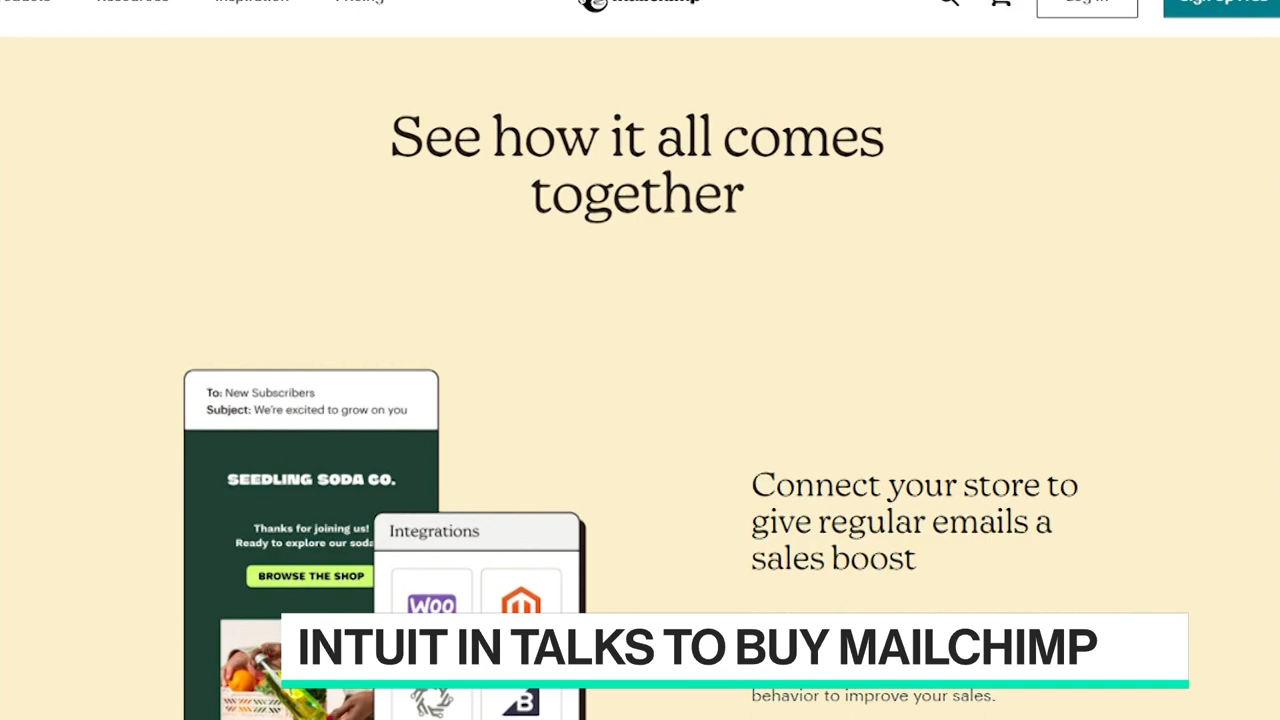 See how it all comes
together
To: New Subscribers
Subject: We're excited to grow on you
SEEDLING SODA CO.
Thanks for joining us!
Ready to explore our soda
BROWSE THE SHOP
Integrations
WOO
Connect your store to
give regular emails a
sales boost
INTUIT IN TALKS TO BUY MAILCHIMP
behavior to improve your sales.